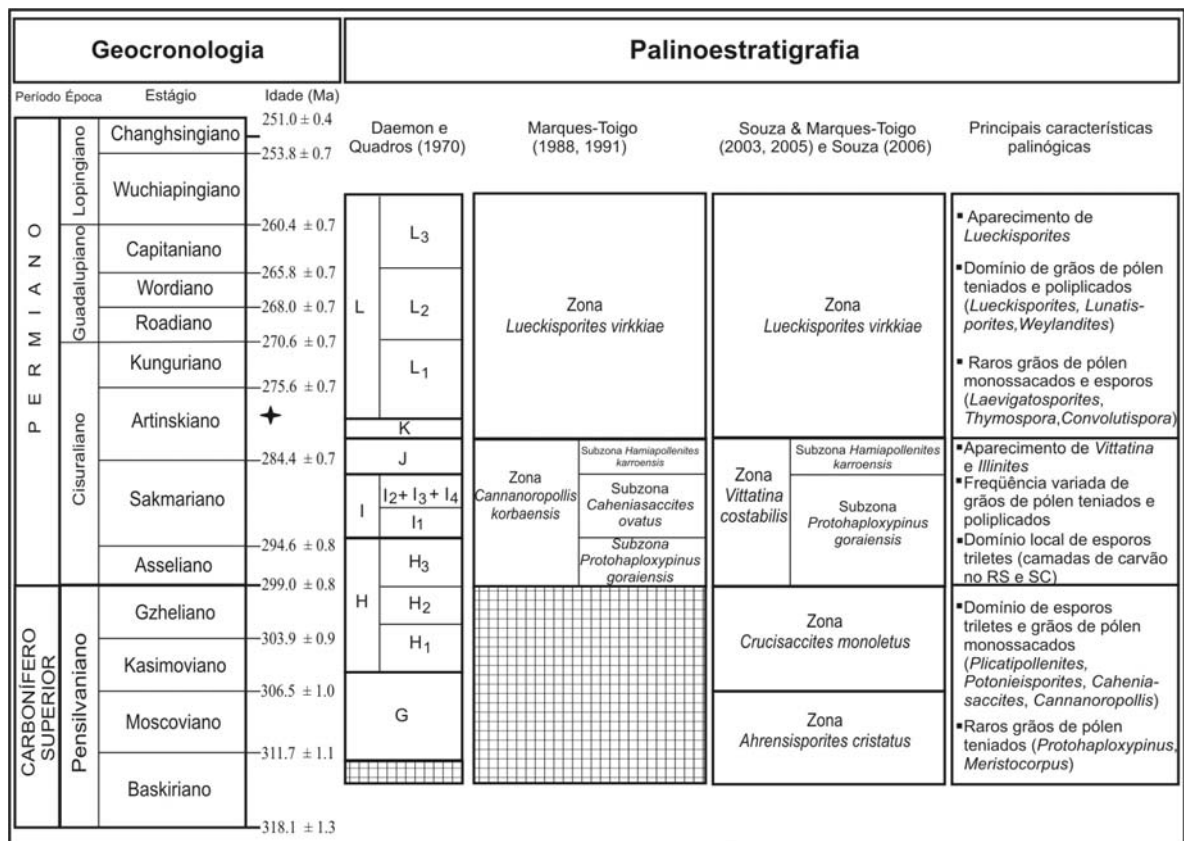 Geocronologia
Palinoestratigrafia
Período Época
Estágio
Idade (Ma)
PERMIANO
CARBONÍFERO
SUPERIOR
Lopingiano
Guadalupiano
Cisuraliano
Pensilvaniano
Changhsingiano
Wuchiapingiano
Capitaniano
Wordiano
Roadiano
Kunguriano
Artinskiano
Sakmariano
Asseliano
Gzheliano
Kasimoviano
Moscoviano
Baskiriano
251.0 ± 0.4
253.8 ± 0.7
260.4 ± 0.7
265.8 ± 0.7
268.0 ± 0.7
270.6 ± 0.7
275.6 ± 0.7
284.4 ± 0.7
294.6 ± 0.8
299.0 ± 0.8
303.9 ± 0.9
306.5 ± 1.0
311.7 ± 1.1
318.1 ± 1.3
Daemon e
Quadros (1970)
L
L3
L2
L1
K
J
I
I2+ I3 + I4
I1
H
H3
H2
H1
G
Marques-Toigo
(1988, 1991)
Zona
Lueckisporites virkkiae
Zona
Cannanoropollis
korbaensis
Subzona Hamiapollenites
karroensis
Subzona
Caheniasaccites
ovatus
Subzona
Protohaploxypinus
goraiensis
Souza & Marques-Toigo
(2003, 2005) e Souza (2006)
Zona
Lueckisporites virkkiae
Zona
Vittatina
costabilis
Subzona Hamiapollenites
karroensis
Subzona
Protohaploxypinus
goraiensis
Zona
Crucisaccites monoletus
Zona
Ahrensisporites cristatus
Principais característícas
palinógicas
▪ Aparecimento de
Lueckisporites
▪ Domínio de grãos de pólen
teniados e poliplicados
(Lueckisporites, Lunatis-
porites,Weylandites)
▪ Raros grãos de pólen
monossacados e esporos
(Laevigatosporites,
Thymospora,Convolutispora)
▪ Aparecimento de Vittatina
e Illinites
▪ Freqüência variada de
grãos de pólen teniados e
poliplicados
▪ Domínio local de esporos
triletes (camadas de carvão
no RS e SC)
▪ Domínio de esporos
triletes e grãos de pólen
monossacados
(Plicatipollenites,
Potonieisporites, Cahenia-
saccites, Cannanoropollis)
▪ Raros grãos de pólen
teniados (Protohaploxypinus,
Meristocorpus)